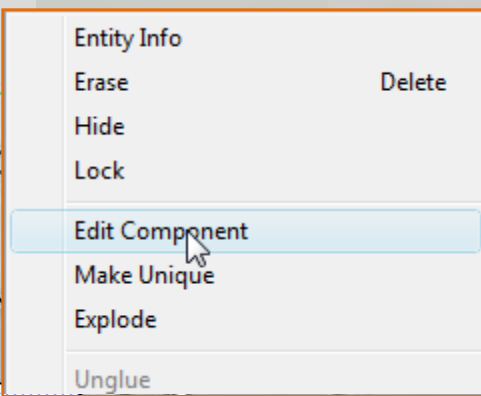 Entity Info
Erase Delete
Hide
Lock
Edit Component
Make Unique
Explode
Unglue